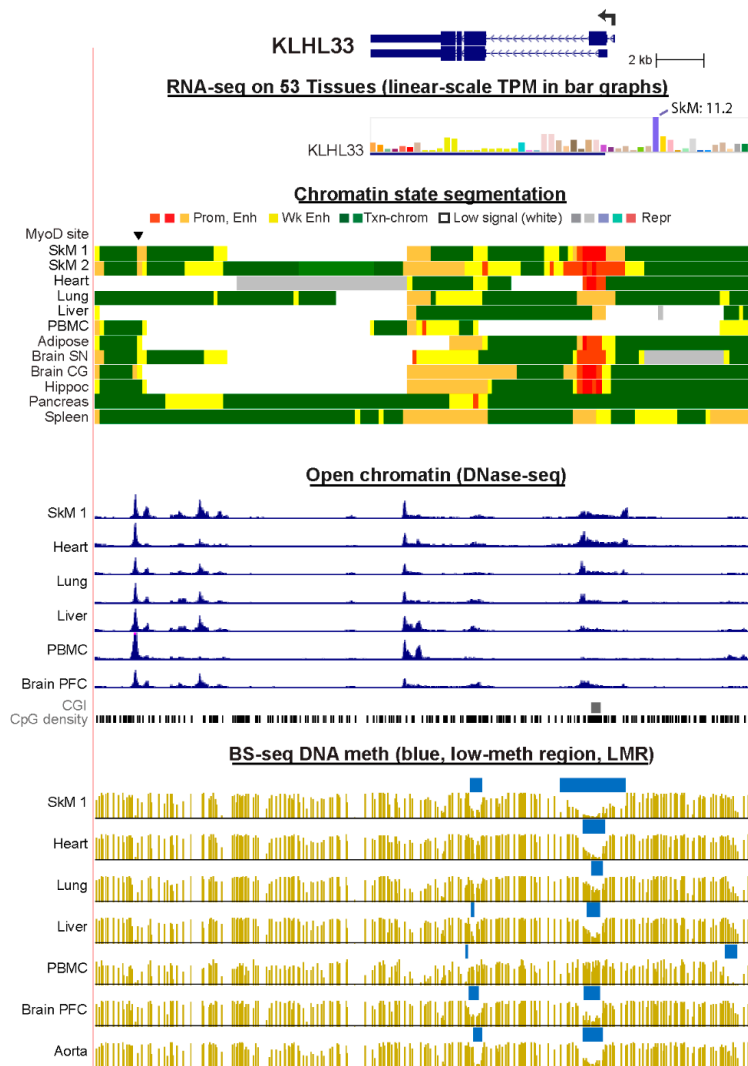 KLHL33
2 kb
RNA-seq on 53 Tissues (linear-scale TPM in bar graphs)
SkM: 11.2
KLHL33
Chromatin state segmentation
Prom, Enh Wk Enh Txn-chrom Low signal (white) Repr
MyoD site
SkM 1
SkM 2
Heart
Lung
Liver
PBMC
Adipose
Brain SN
Brain CG
Hippoc
Pancreas
Spleen
Open chromatin (DNase-seq)
SkM 1
Heart
Lung
Liver
PBMC
Brain PFC
CGI
CpG density
BS-seq DNA meth (blue, low-meth region, LMR)
SkM 1
Heart
Lung
Liver
PBMC
Brain PFC
Aorta